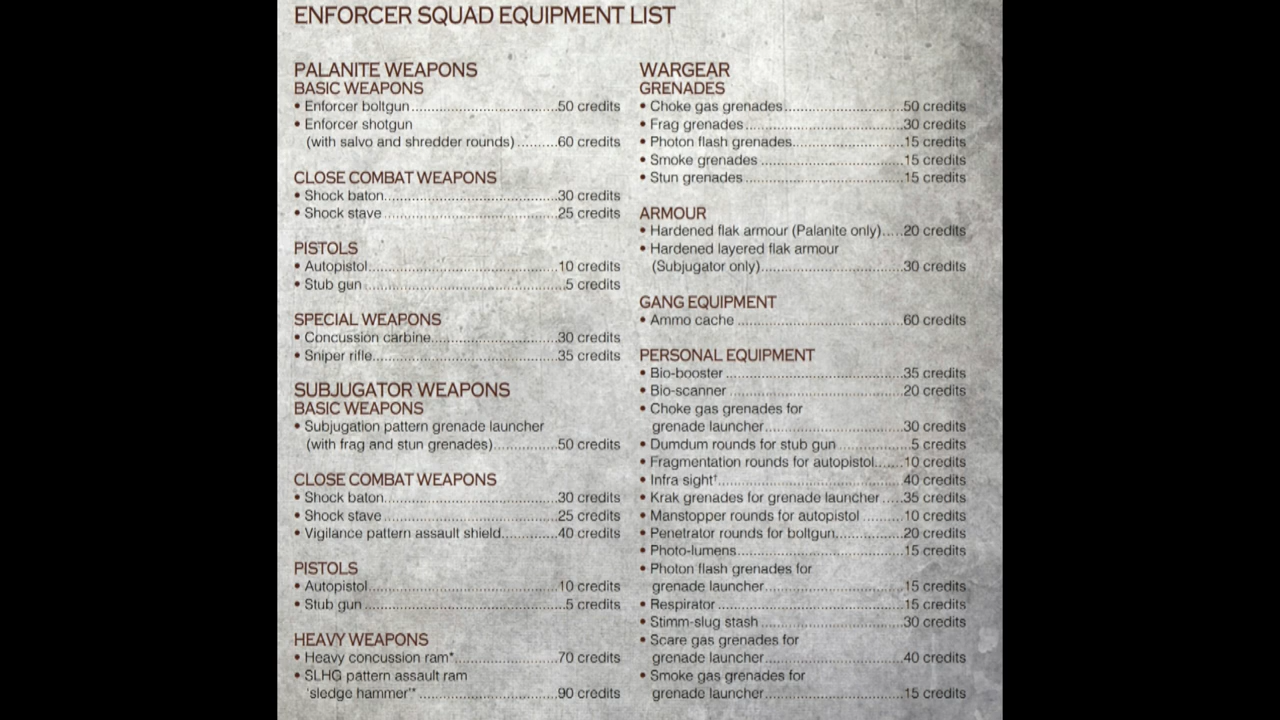 ENFORCER SQUAD EQUIPMENT LIST
PALANITE WEAPONS
BASIC WEAPONS
• Enforcer boltgun....................................50 credits
• Enforcer shotgun
(with salvo and shredder rounds)..........60 credits
CLOSE COMBAT WEAPONS
• Shock baton..........................................30 credits
• Shock stave..........................................25 credits
PISTOLS
• Autopistol..............................................10 credits
• Stub gun.................................................5 credits
SPECIAL WEAPONS
• Concussion carbine...............................30 credits
• Sniper rifle.............................................35 credits
SUBJUGATOR WEAPONS
BASIC WEAPONS
• Subjugation pattern grenade launcher
(with frag and stun grenades)................50 credits
CLOSE COMBAT WEAPONS
• Shock baton..........................................30 credits
• Shock stave..........................................25 credits
• Vigilance pattern assault shield..............40 credits
PISTOLS
• Autopistol..............................................10 credits
• Stub gun.................................................5 credits
HEAVY WEAPONS
• Heavy concussion ram*.........................70 credits
• SLHG pattern assault ram
'sledge hammer'*..................................90 credits
WARGEAR
GRENADES
• Choke gas grenades.............................50 credits
• Frag grenades.......................................30 credits
• Photon flash grenades...........................15 credits
• Smoke grenades...................................15 credits
• Stun grenades.......................................15 credits
ARMOUR
• Hardened flak armour (Palanite only).....20 credits
• Hardened layered flak armour
(Subjugator only)...................................30 credits
GANG EQUIPMENT
• Ammo cache.........................................60 credits
PERSONAL EQUIPMENT
• Bio-booster...........................................35 credits
• Bio-scanner..........................................20 credits
• Choke gas grenades for
grenade launcher..................................30 credits
• Dumdum rounds for stub gun.................5 credits
• Fragmentation rounds for autopistol.......10 credits
• Infra sight†.............................................40 credits
• Krak grenades for grenade launcher.....35 credits
• Manstopper rounds for autopistol..........10 credits
• Penetrator rounds for boltgun.................20 credits
• Photo-lumens........................................15 credits
• Photon flash grenades for
grenade launcher..................................15 credits
• Respirator.............................................15 credits
• Stimm-slug stash...................................30 credits
• Scare gas grenades for
grenade launcher..................................40 credits
• Smoke gas grenades for
grenade launcher..................................15 credits